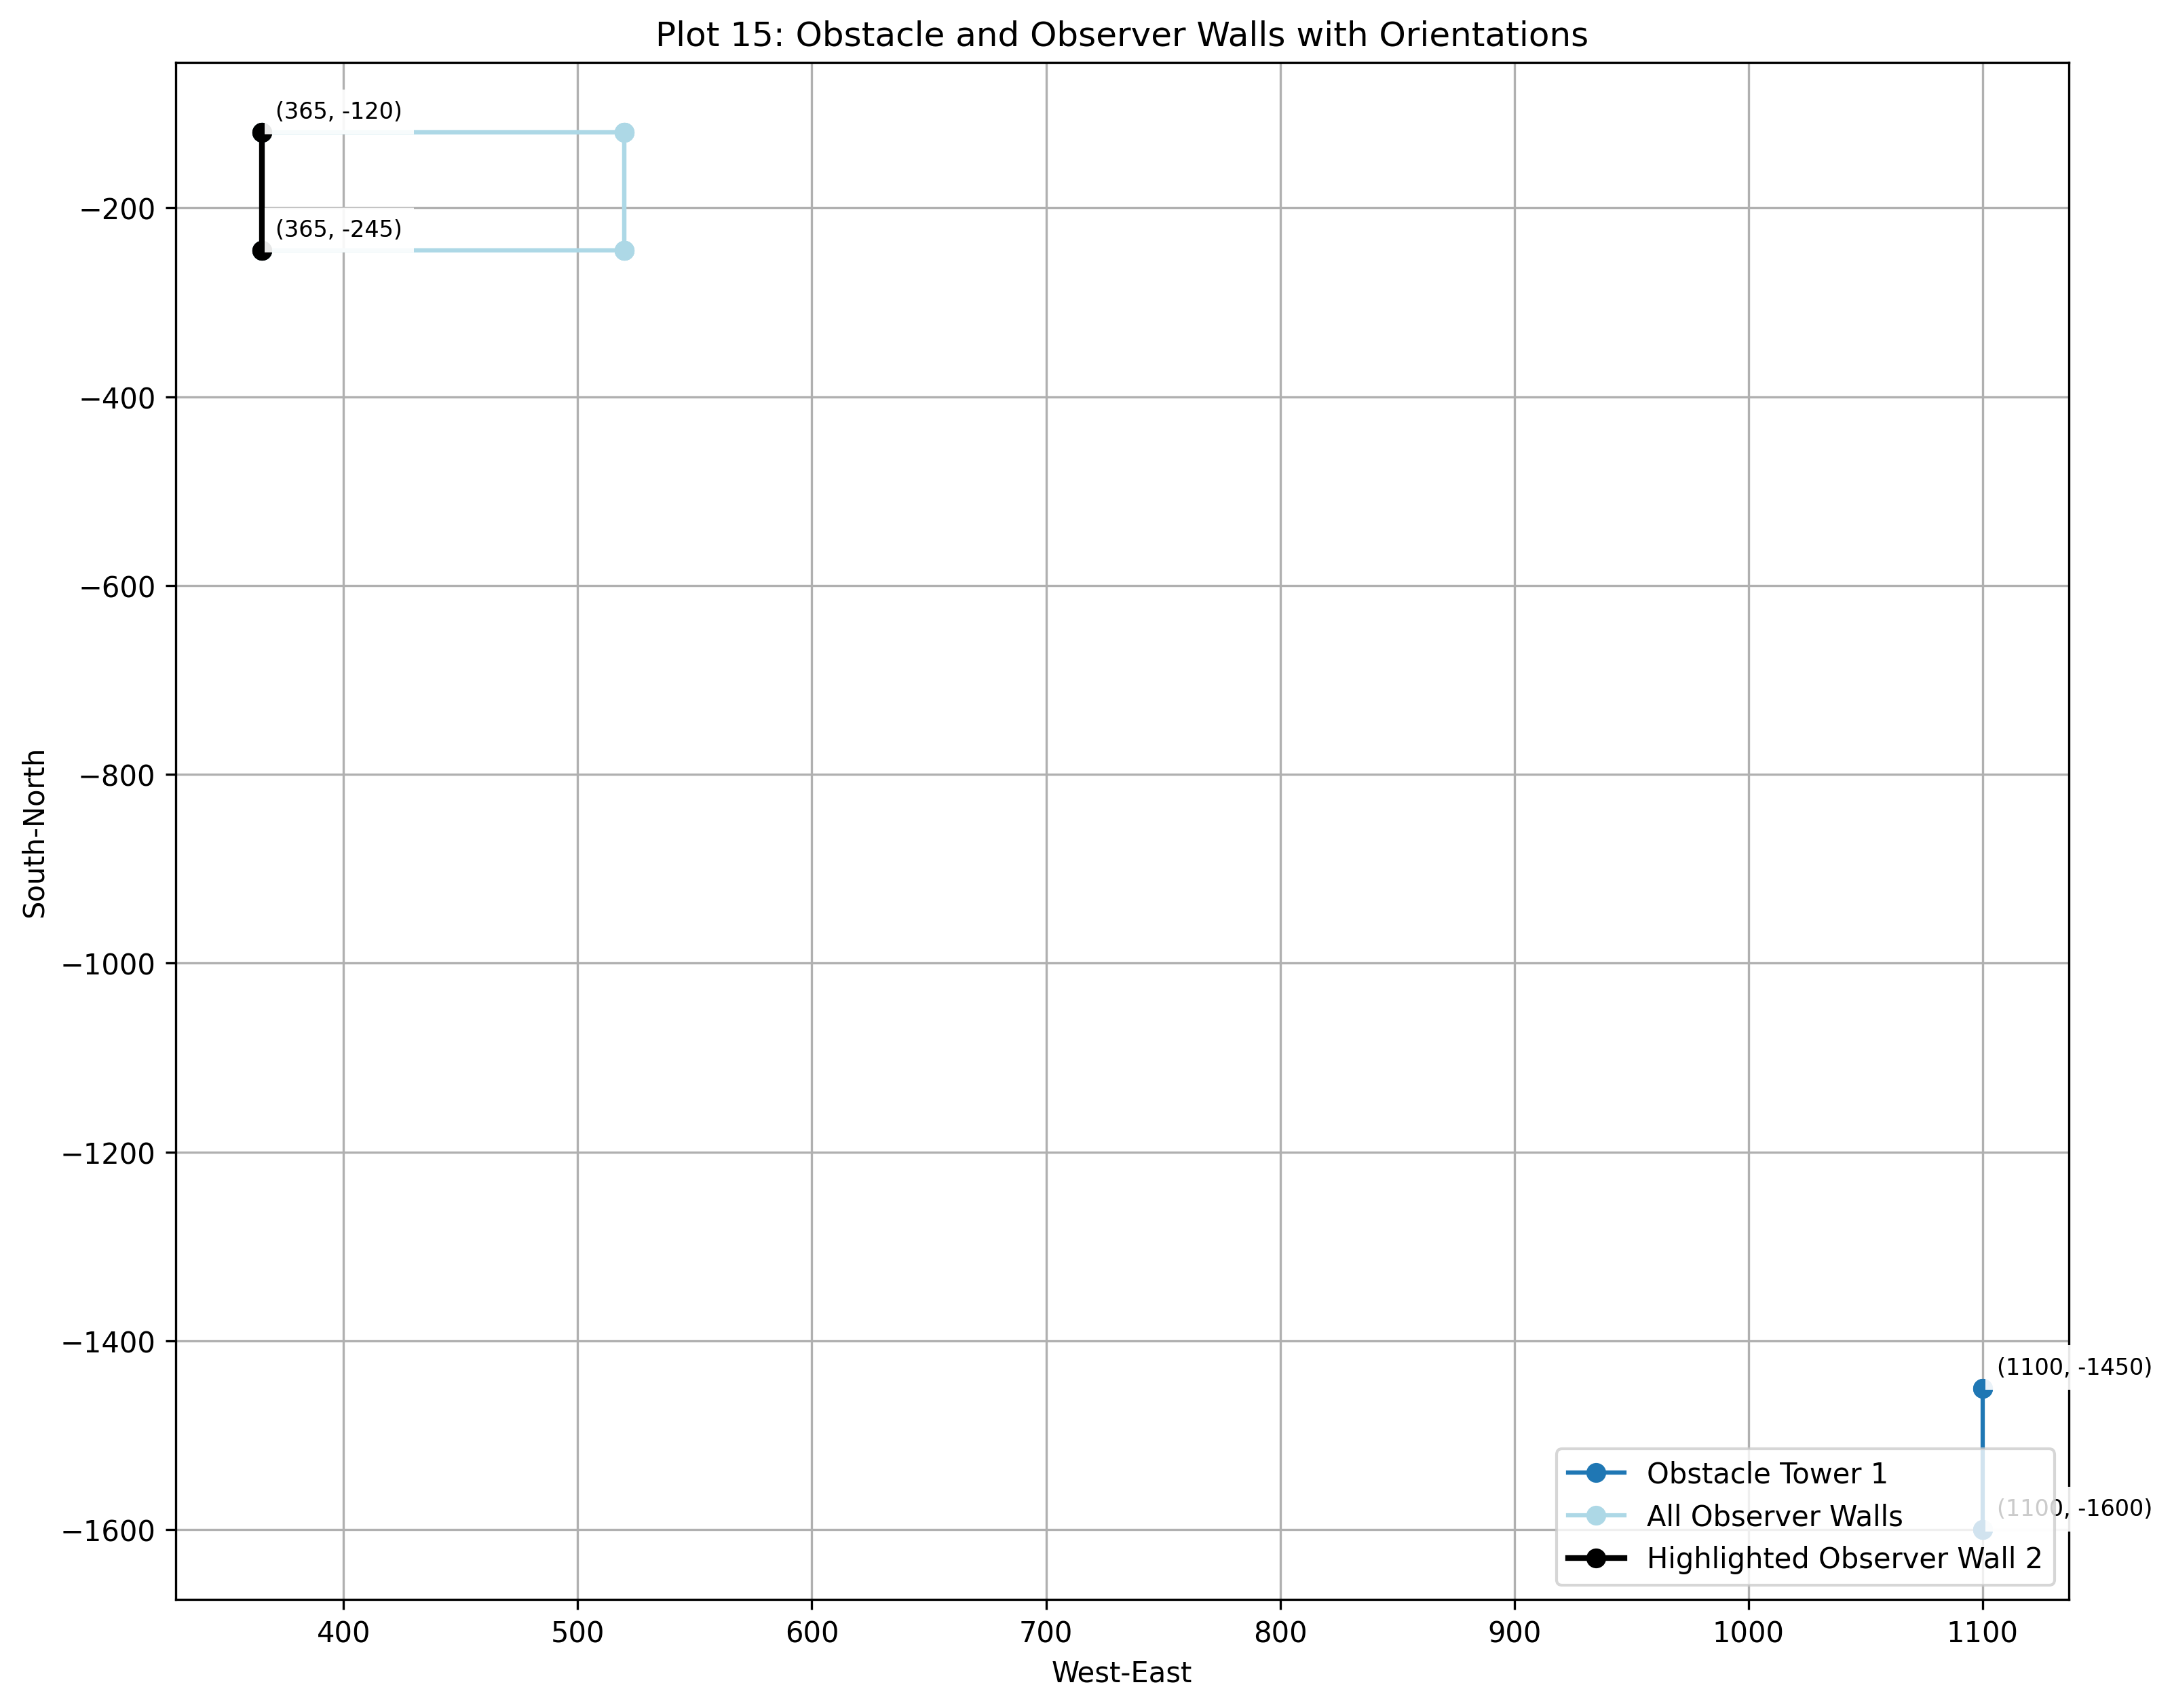 Plot 15: Obstacle and Observer Walls with Orientations
(365, -120)
(365, -245)
−200
−400
−600
−800
−1000
−1200
−1400
−1600
South-North
(1100, -1450)
(1100, -1600)
Obstacle Tower 1
All Observer Walls
Highlighted Observer Wall 2
400 500 600 700 800 900 1000 1100
West-East